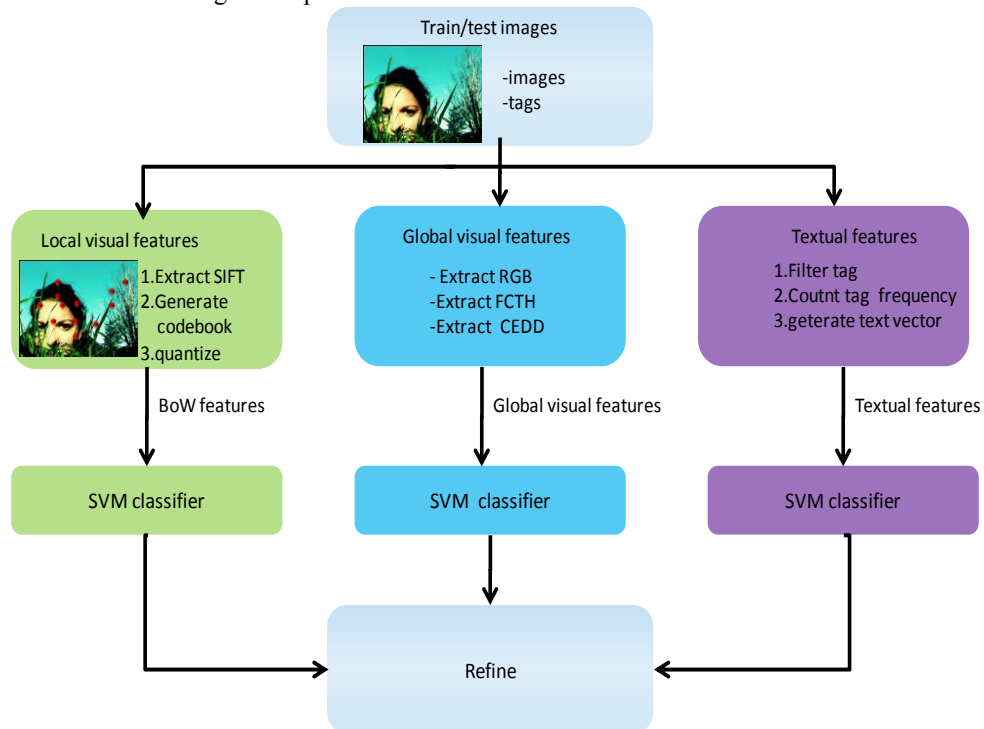 Train/test images
-images
-tags
Local visual features
1.Extract SIFT
2.Generate
codebook
3.quantize
Global visual features
- Extract RGB
-Extract FCTH
-Extract CEDD
Textual features
1.Filter tag
2.Coutnt tag frequency
3.geterate text vector
BoW features
Global visual features
Textual features
SVM classifier
SVM classifier
SVM classifier
Refine